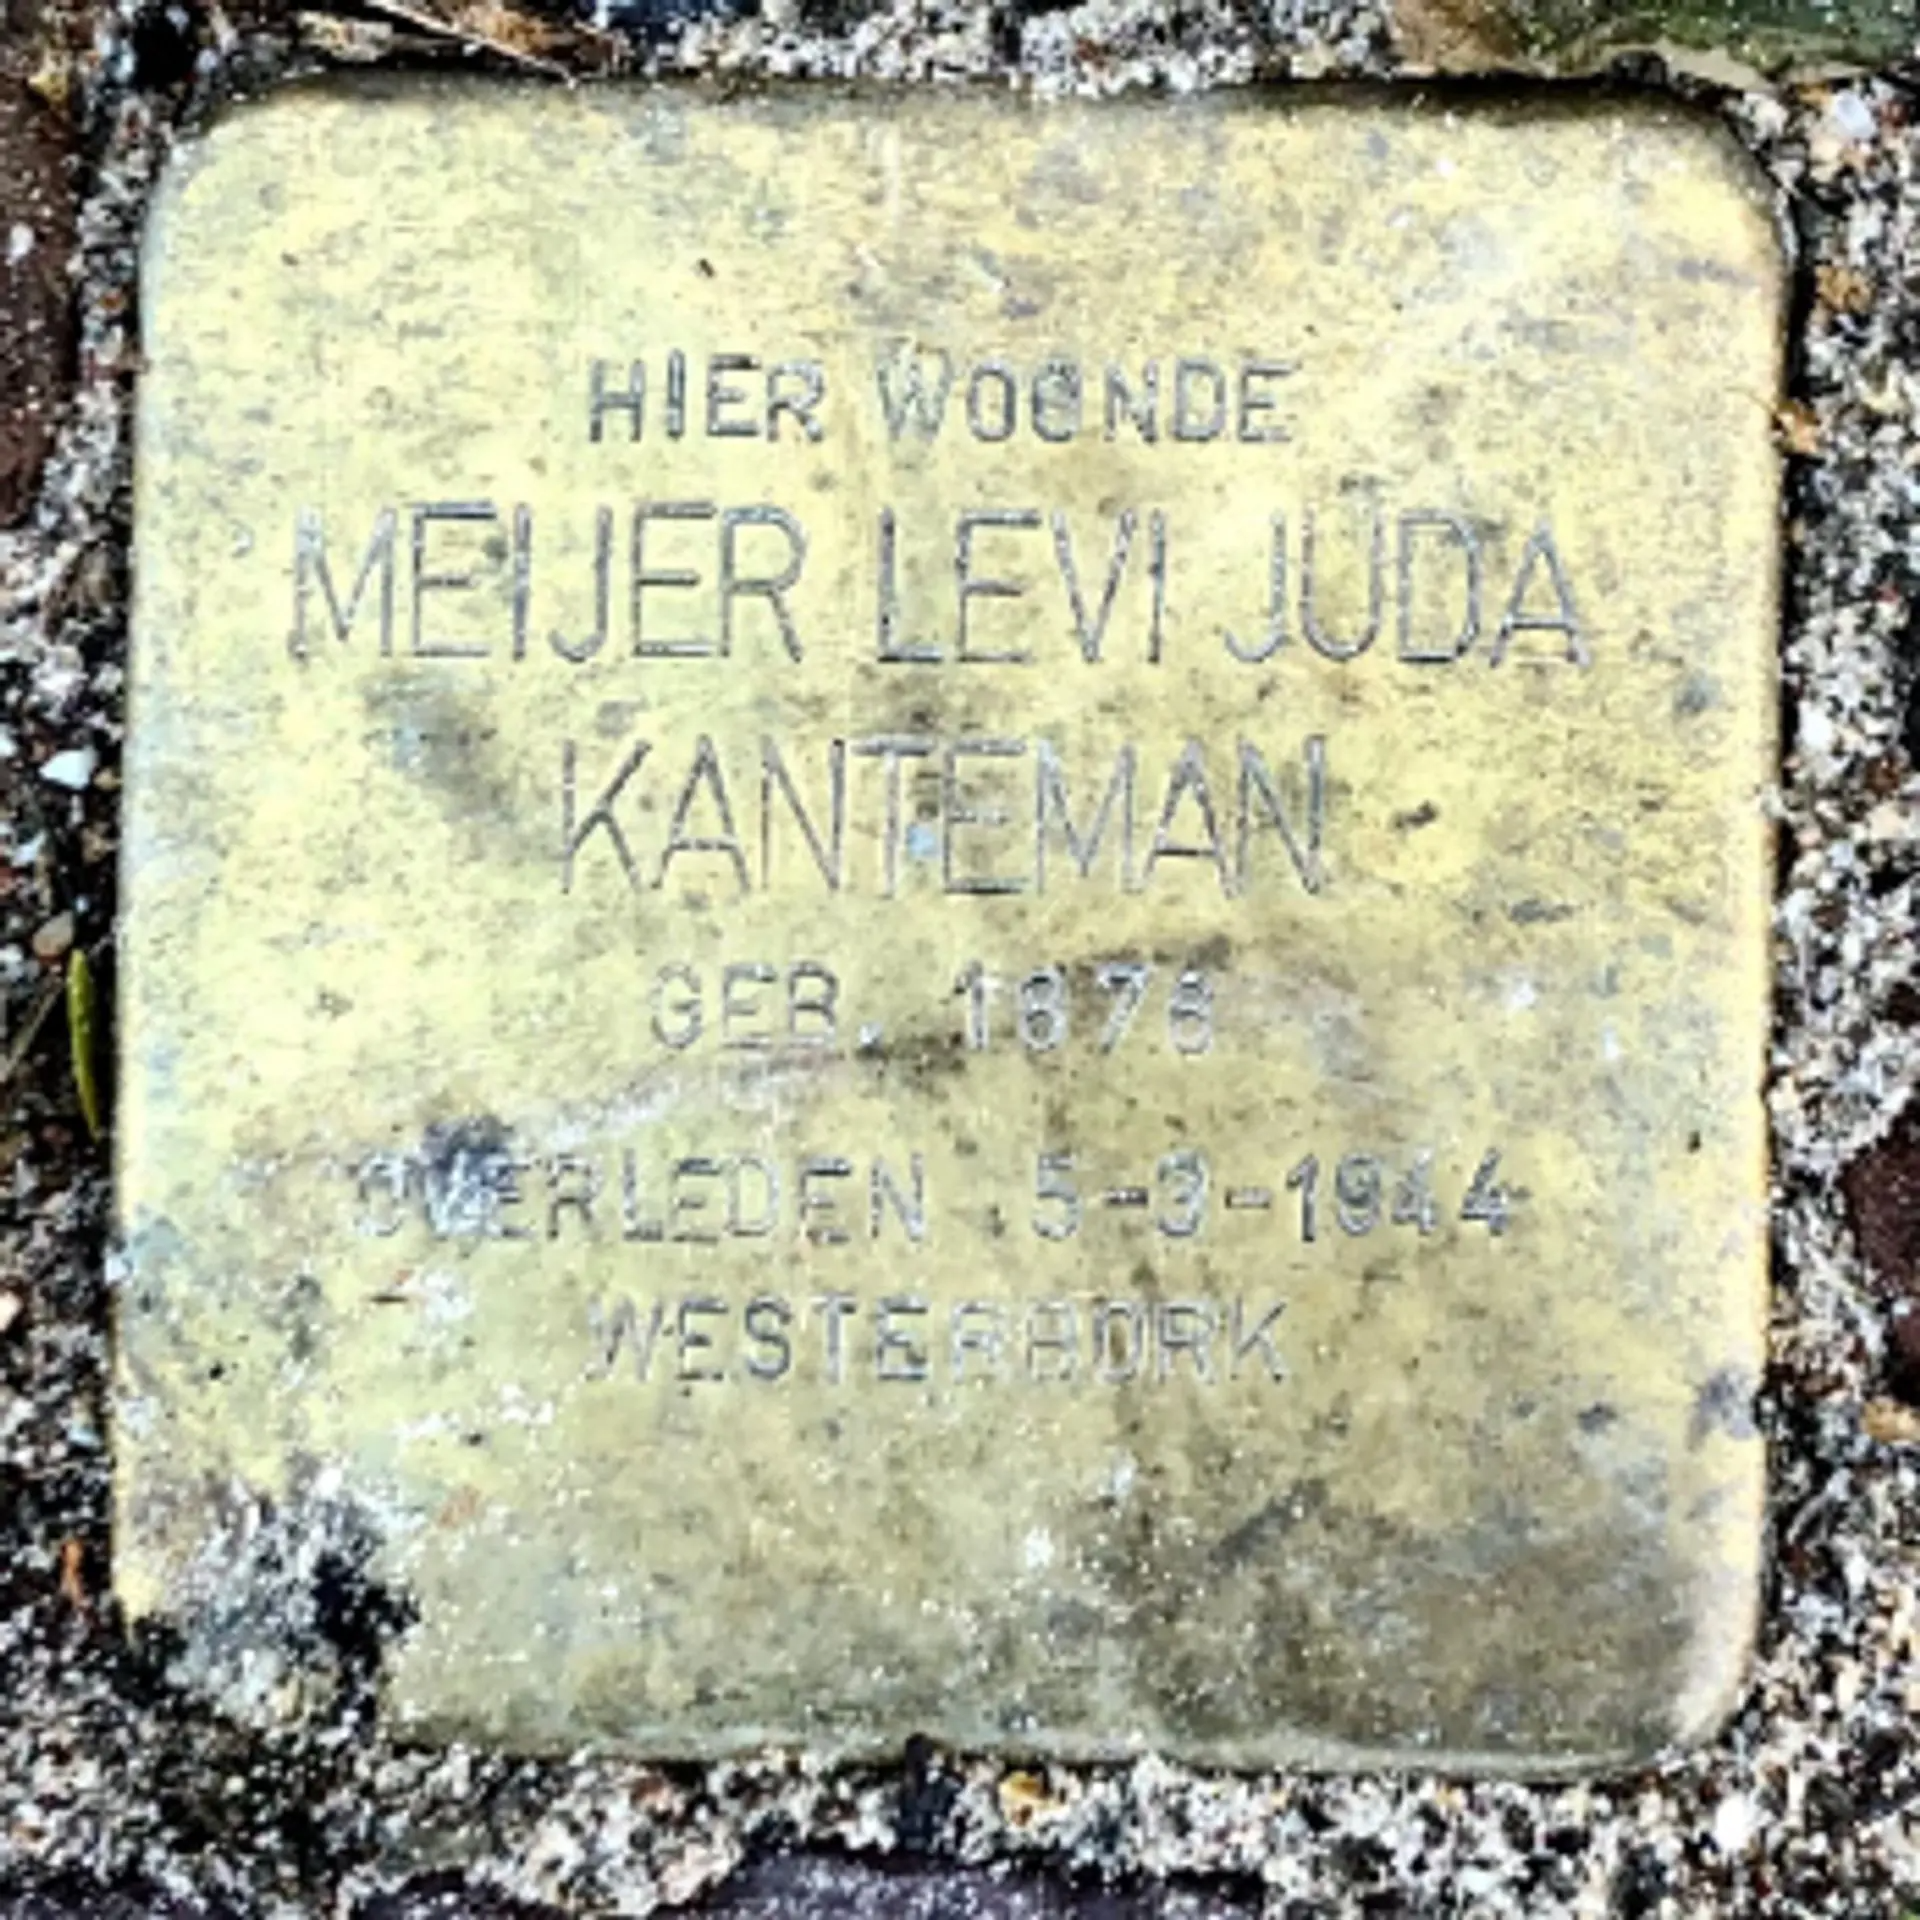 HIER WOONDE
MEIJER LEVI JUDA
KANTEMAN
GEB. 1876
OVERLEDEN 5-3-1944
WESTERBORK